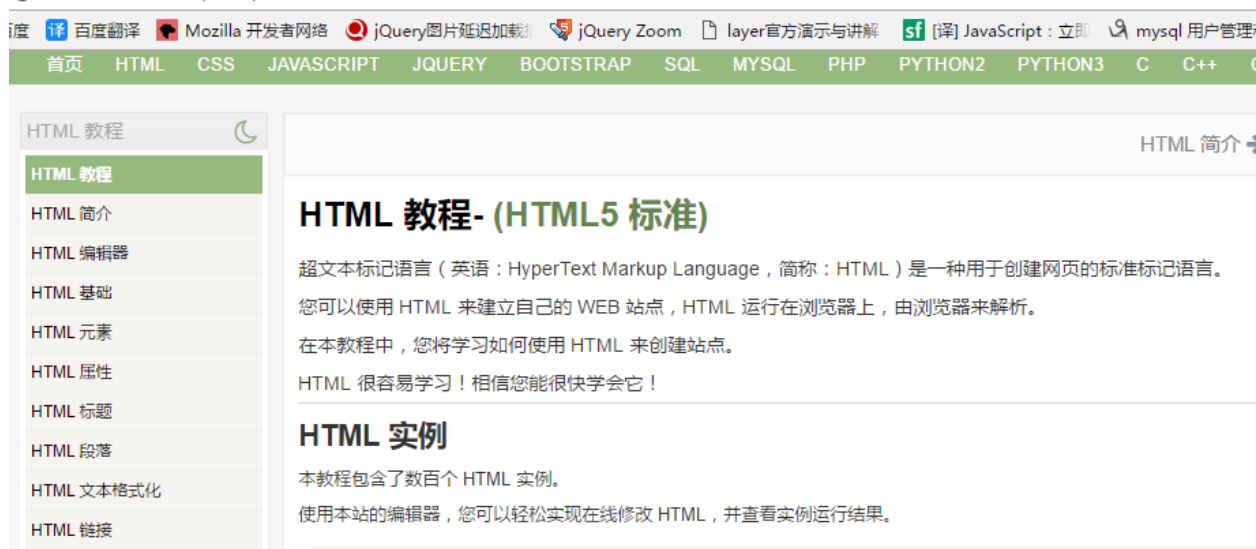 百度翻译 Mozilla 开发者网络 jQuery图片延迟加载 jQuery Zoom layer官方演示与讲解 sf [译] JavaScript：立即 mysql 用户管理
首页 HTML CSS JAVASCRIPT JQUERY BOOTSTRAP SQL MYSQL PHP PYTHON2 PYTHON3 C C++
HTML 教程
HTML 教程
HTML 简介
HTML 编辑器
HTML 基础
HTML 元素
HTML 属性
HTML 标题
HTML 段落
HTML 文本格式化
HTML 链接
HTML 简介
HTML 教程- (HTML5 标准)
超文本标记语言（英语：HyperText Markup Language，简称：HTML）是一种用于创建网页的标准标记语言。
您可以使用 HTML 来建立自己的 WEB 站点，HTML 运行在浏览器上，由浏览器来解析。
在本教程中，您将学习如何使用 HTML 来创建站点。
HTML 很容易学习！相信您能很快学会它！
HTML 实例
本教程包含了数百个 HTML 实例。
使用本站的编辑器，您可以轻松实现在线修改 HTML，并查看实例运行结果。